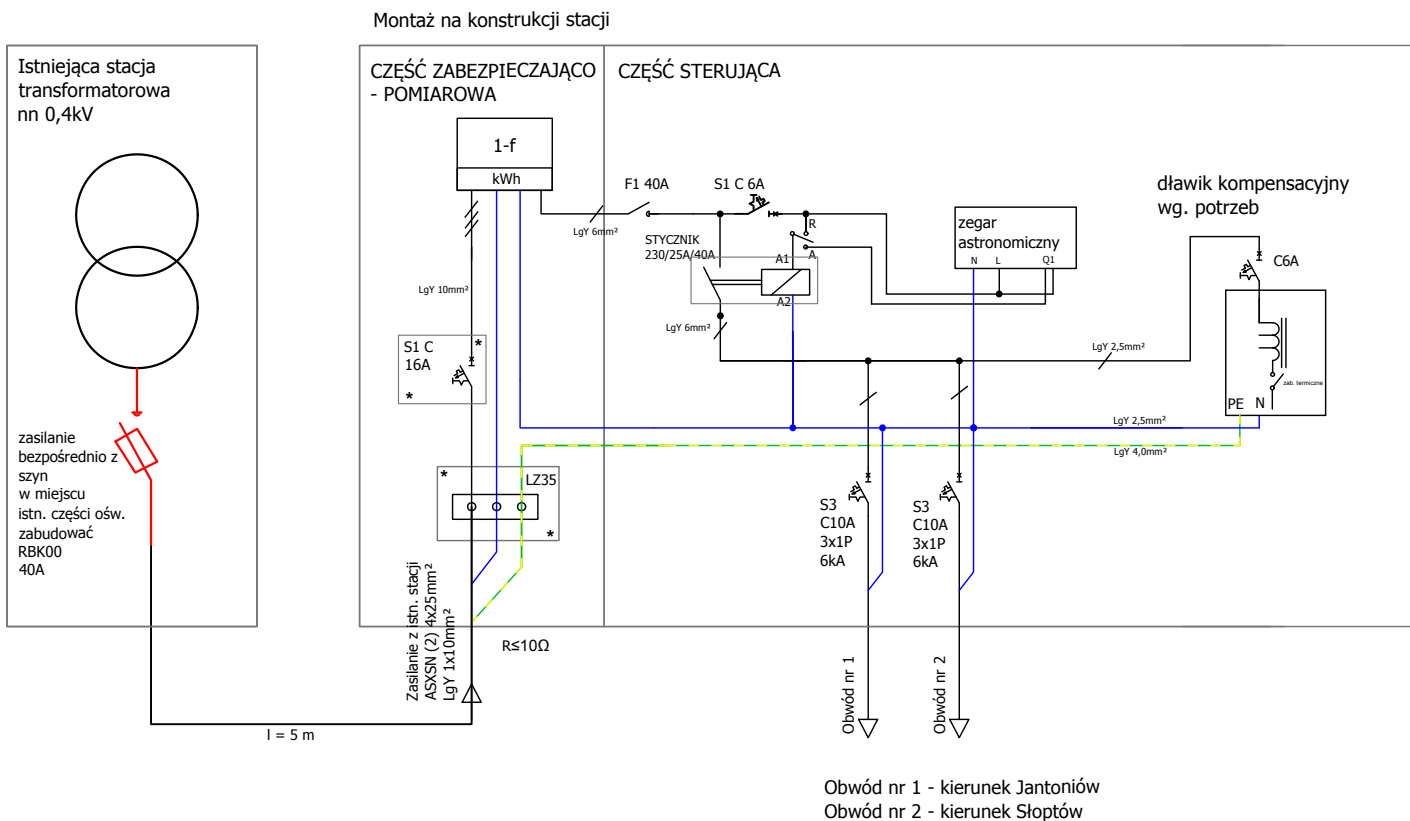 Montaż na konstrukcji stacji
Istniejąca stacja
transformatorowa
nn 0,4kV
zasilanie
bezpośrednio z
szyn
w miejscu
istn. części ośw.
zabudować
RBK00
40A
l = 5 m
CZĘŚĆ ZABEZPIECZAJĄCO
- POMIAROWA
1-f
kWh
LgY 10mm²
S1 C
16A
*
*
*
LZ35
*
Zasilanie z istn. stacji
ASXSN (2) 4x25mm²
LgY 1x10mm²
R≤10Ω
CZĘŚĆ STERUJĄCA
LgY 6mm²
F1 40A
S1 C 6A
STYCZNIK
230/25A/40A
R
A
A1
A2
LgY 6mm²
zegar
astronomiczny
N L Q1
dławik kompensacyjny
wg. potrzeb
C6A
LgY 2,5mm²
zab. termiczne
PE N
LgY 2,5mm²
LgY 4,0mm²
S3
C10A
3x1P
6kA
S3
C10A
3x1P
6kA
Obwód nr 1
Obwód nr 2
Obwód nr 1 - kierunek Jantoniów
Obwód nr 2 - kierunek Słoptów